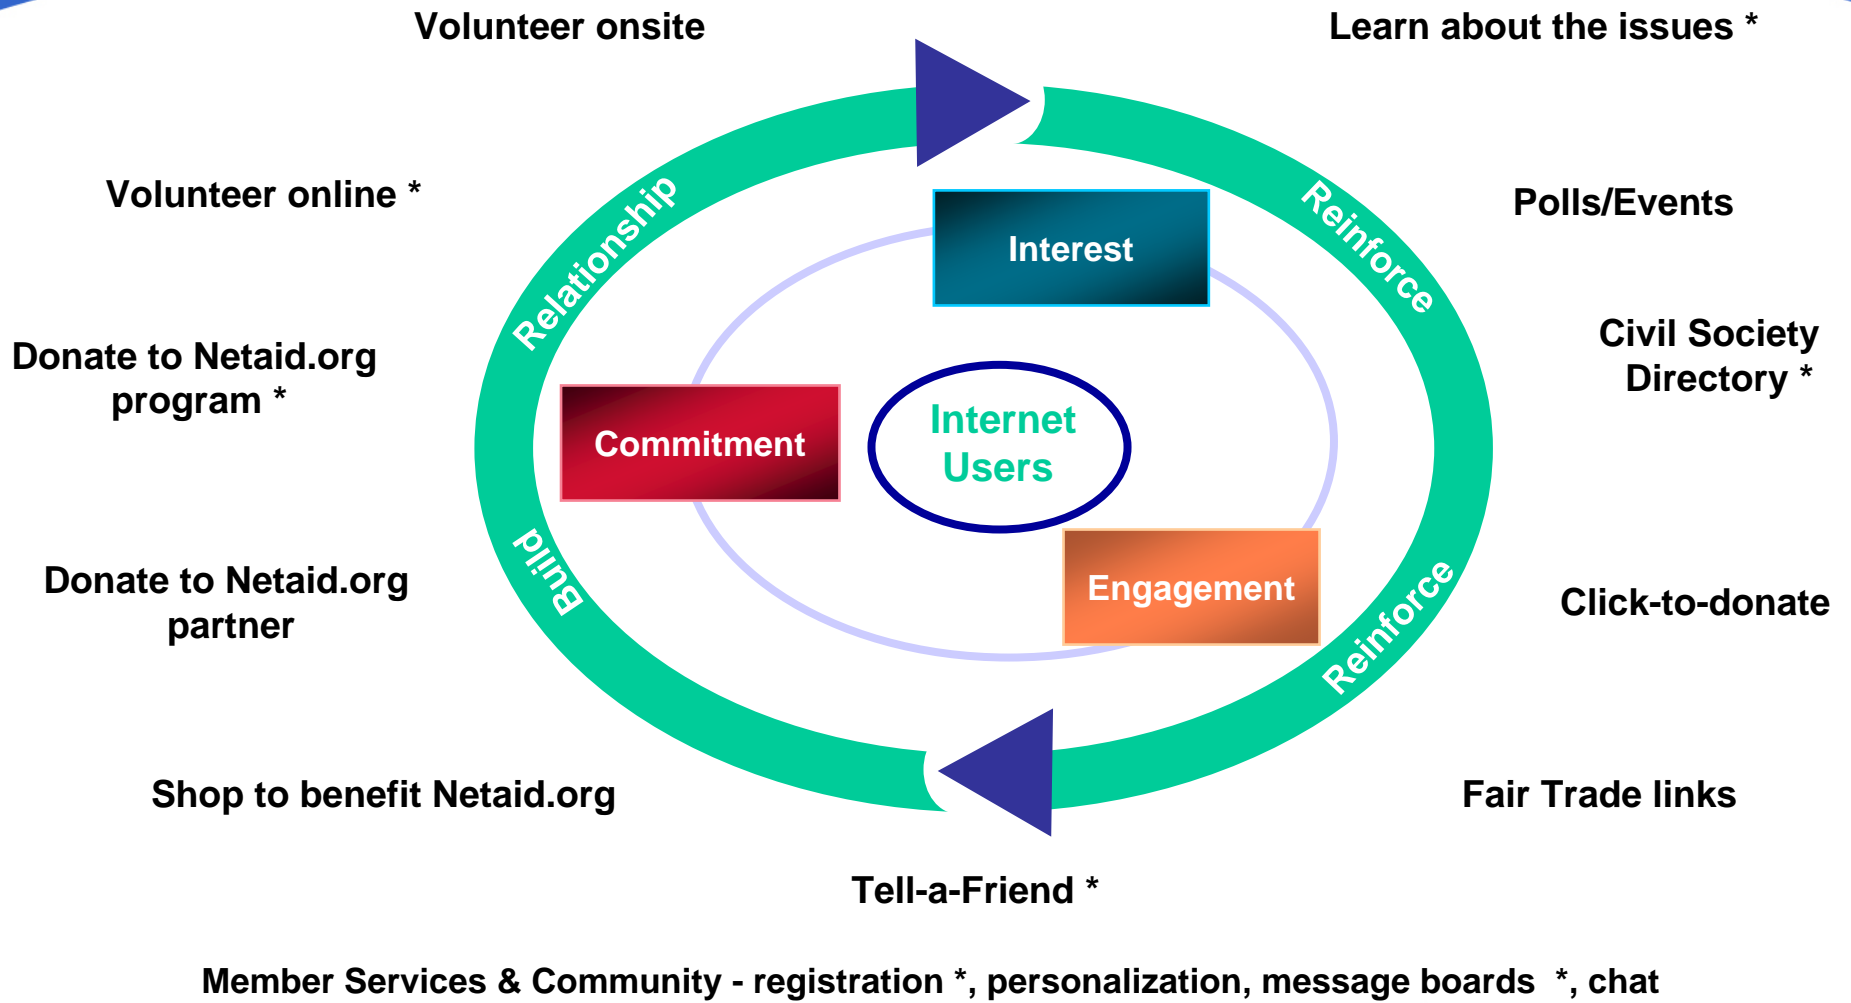 Volunteer onsite
Learn about the issues *
Volunteer online *
Relationship
Interest
Reinforce
Polls/Events
Donate to Netaid.org
program *
Commitment
Internet
Users
Civil Society
Directory *
Donate to Netaid.org
partner
Build
Engagement
Reinforce
Click-to-donate
Shop to benefit Netaid.org
Fair Trade links
Tell-a-Friend *
Member Services & Community - registration *, personalization, message boards  *, chat